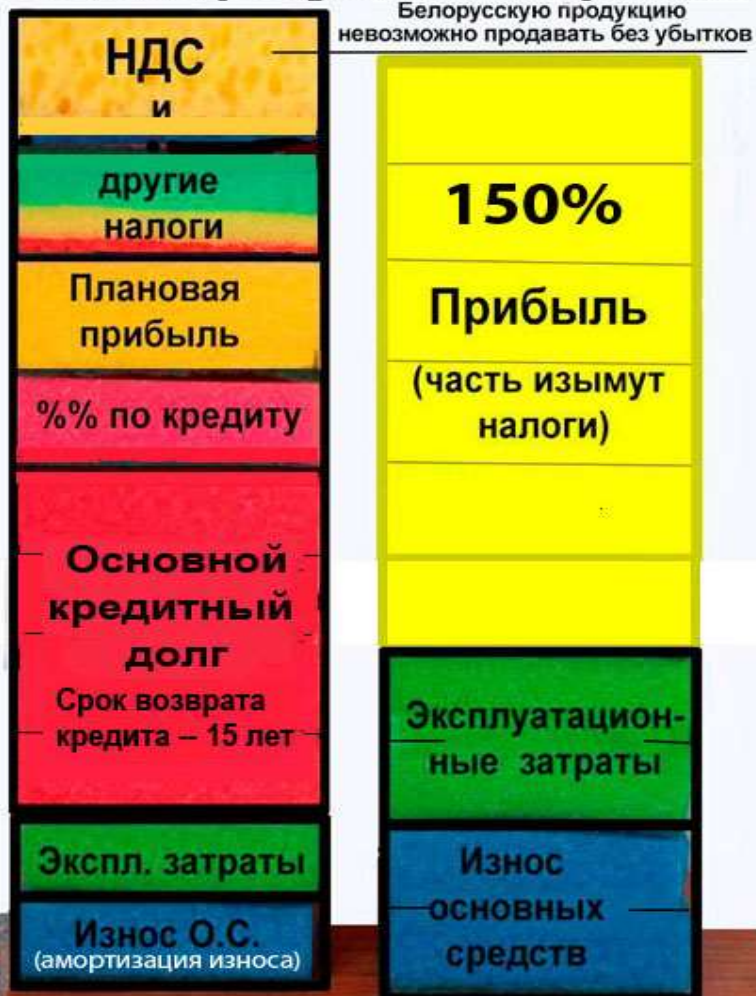 Белорусскую продукцию
невозможно продавать без убытков
НДС
и
другие
налоги
Плановая
прибыль
%% по кредиту
Основной
кредитный
долг
Срок возврата
кредита – 15 лет
Экспл. затраты
Износ О.С.
(амортизация износа)
150%
Прибыль
(часть изымут
налоги)
Эксплуатацион-
ные затраты
Износ
основных
средств